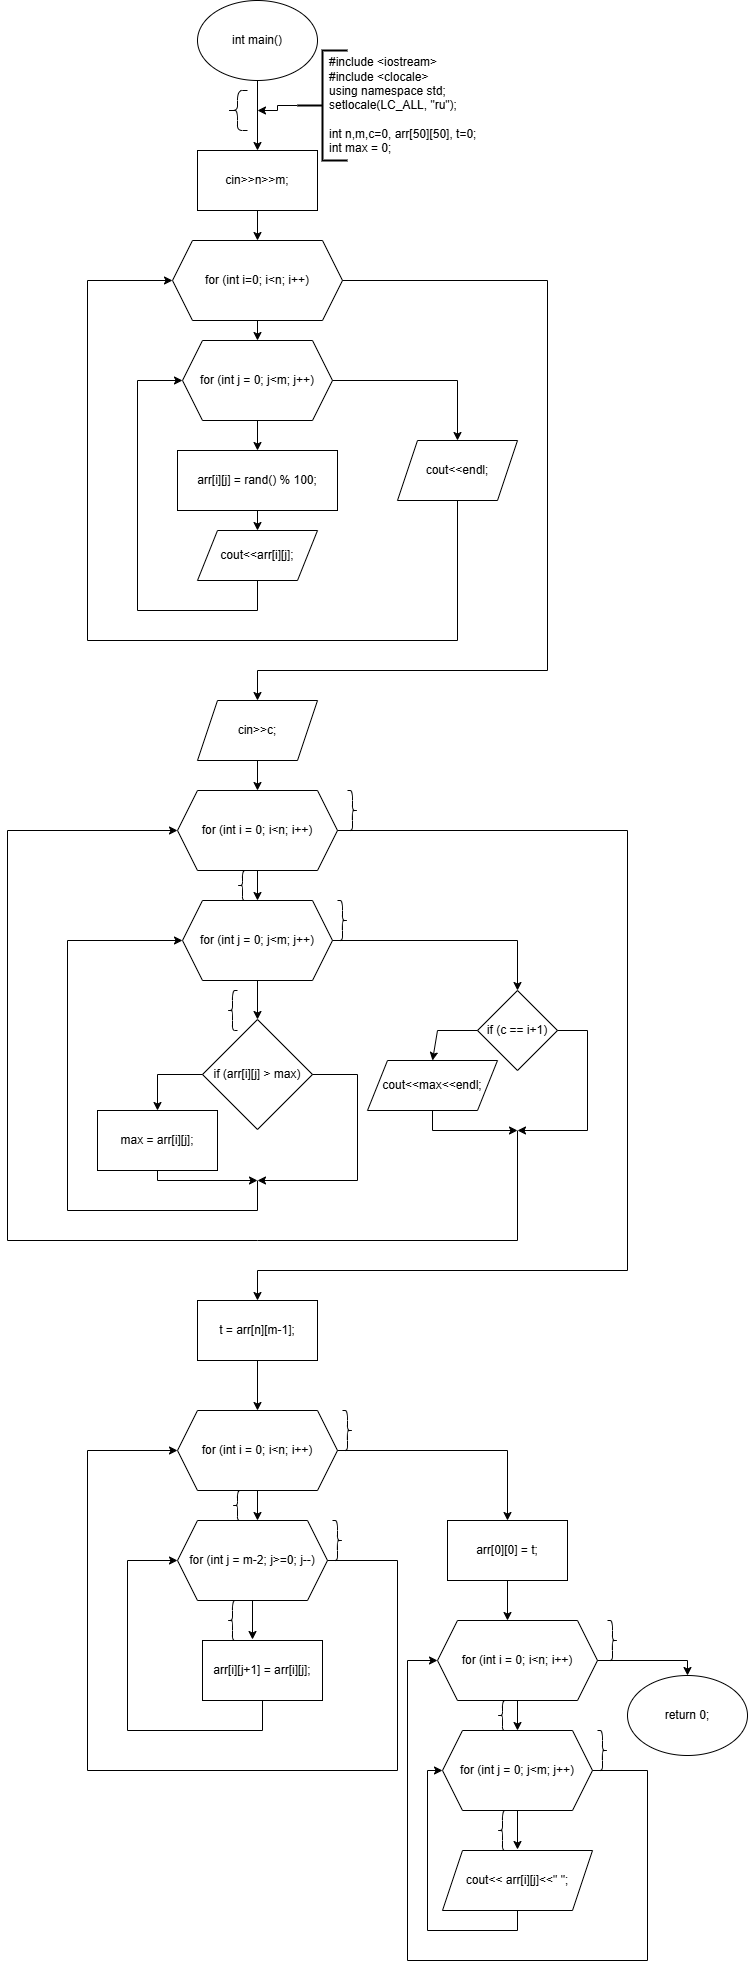 int main()
#include <iostream>
#include <clocale>
using namespace std;
setlocale(LC_ALL, "ru");
int n,m,c=0, arr[50][50], t=0;
int max = 0;
cin>>n>>m;
for (int i=0; i<n; i++)
for (int j = 0; j<m; j++)
arr[i][j] = rand() % 100;
cout<<endl;
cout<<arr[i][j];
cin>>c;
for (int i = 0; i<n; i++)
for (int j = 0; j<m; j++)
if (c == i+1)
if (arr[i][j] > max)
cout<<max<<endl;
max = arr[i][j];
t = arr[n][m-1];
for (int i = 0; i<n; i++)
for (int j = m-2; j>=0; j--)
arr[i][j+1] = arr[i][j];
arr[0][0] = t;
for (int i = 0; i<n; i++)
return 0;
for (int j = 0; j<m; j++)
cout<< arr[i][j]<<" ";